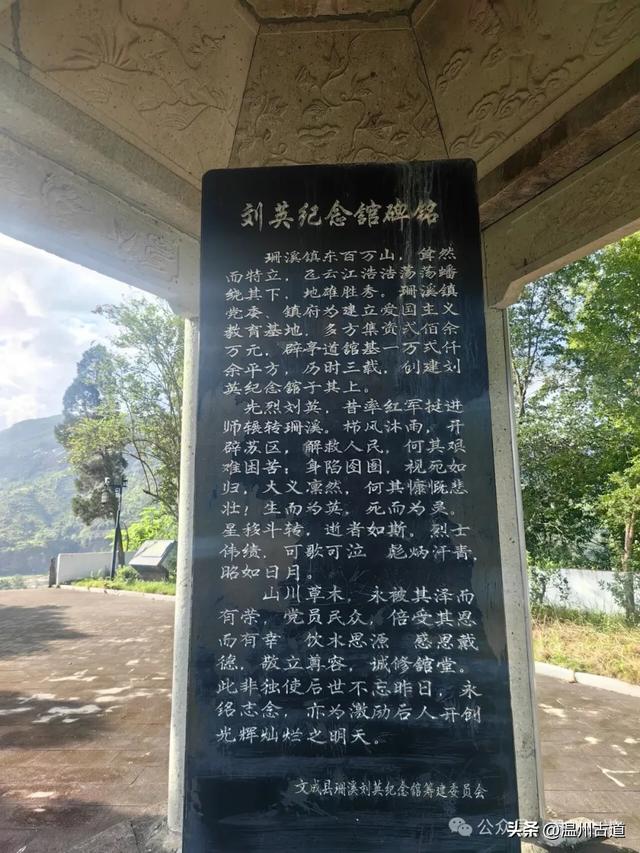 刘英纪念馆碑铭
珊溪镇东百万山，耸然
而特立，飞云江浩浩荡荡蟠
绕其下，地雄胜秀。珊溪镇
党委、镇府为建立爱国主义
教育基地，多方集资式佰余
万元，辟亭道舘基一万式仟
余平方，历时三载，创建刘
英纪念舘于其上。
先烈刘英，昔率红军挺进
师辗转珊溪。栉风沐雨，开
辟苏区，解救人民，何其艰
难困苦；身陷囹圄，视死如
归，大义凛然，何其慷慨悲
壮！生而为英，死而为灵。
星移斗转，逝者如斯。烈士
伟绩，可歌可泣，彪炳汗青，
昭如日月。
山川草木，永被其泽而
有荣，党员民众，倍受其恩
而有幸。饮水思源，感恩戴
德，敬立尊容，诚修舘堂。
此非独使后世不忘昨日，永
铭志念，亦为激励后人开创
光辉灿烂之明天。
文成县珊溪刘英纪念舘筹建委员会
公众号
头条 @温州古道